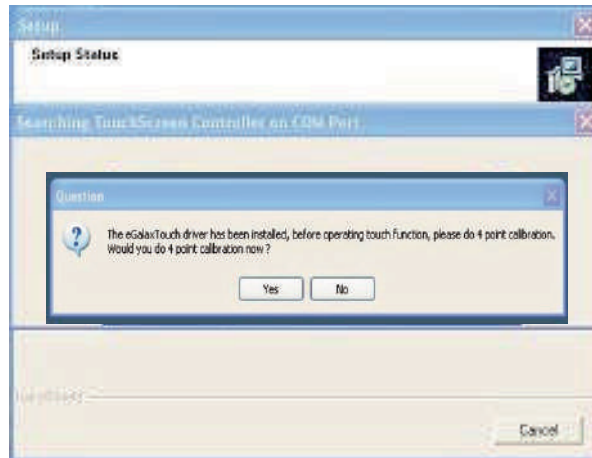 Setup
Setup Status
Searching TouchScreen Controller on COM Port
Question
The eGalaxTouch driver has been installed, before operating touch function, please do 4 point calibration.
Would you do 4 point calibration now ?
Yes
No
InstallShield
Cancel